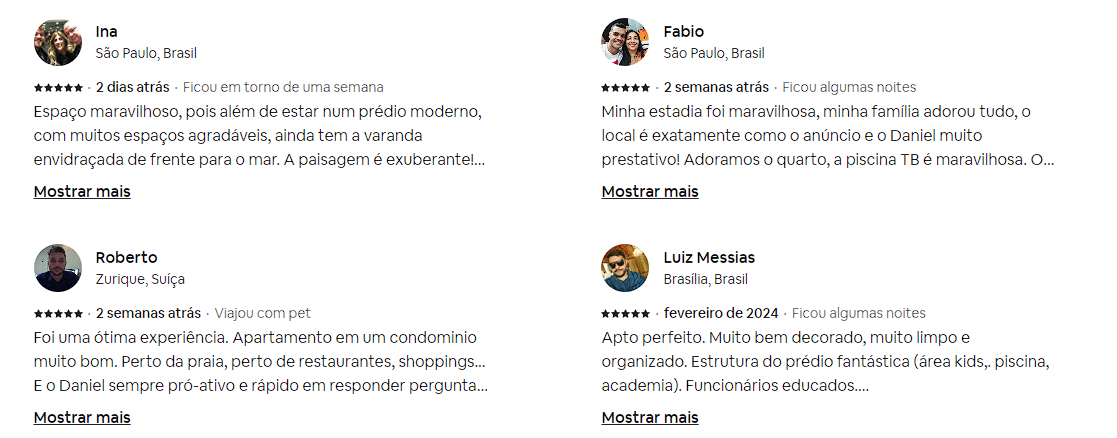 Ina
São Paulo, Brasil
★★★★★ · 2 dias atrás · Ficou em torno de uma semana
Espaço maravilhoso, pois além de estar num prédio moderno,
com muitos espaços agradáveis, ainda tem a varanda
envidraçada de frente para o mar. A paisagem é exuberante!...
Mostrar mais
Fabio
São Paulo, Brasil
★★★★★ · 2 semanas atrás · Ficou algumas noites
Minha estadia foi maravilhosa, minha família adorou tudo, o
local é exatamente como o anúncio e o Daniel muito
prestativo! Adoramos o quarto, a piscina TB é maravilhosa. O...
Mostrar mais
Roberto
Zurique, Suíça
★★★★★ · 2 semanas atrás · Viajou com pet
Foi uma ótima experiência. Apartamento em um condominio
muito bom. Perto da praia, perto de restaurantes, shoppings...
E o Daniel sempre pró-ativo e rápido em responder pergunta...
Mostrar mais
Luiz Messias
Brasília, Brasil
★★★★★ · fevereiro de 2024 · Ficou algumas noites
Apto perfeito. Muito bem decorado, muito limpo e
organizado. Estrutura do prédio fantástica (área kids,. piscina,
academia). Funcionários educados....
Mostrar mais